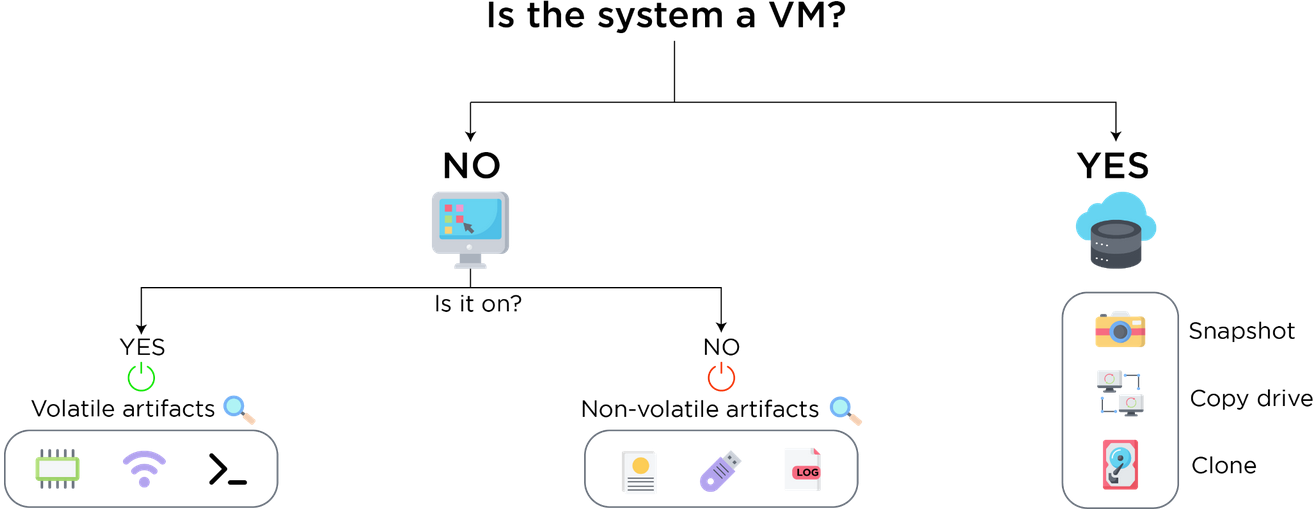 Is the system a VM?
NO
YES
Is it on?
YES
NO
Volatile artifacts
Non-volatile artifacts
LOG
Snapshot
Copy drive
Clone